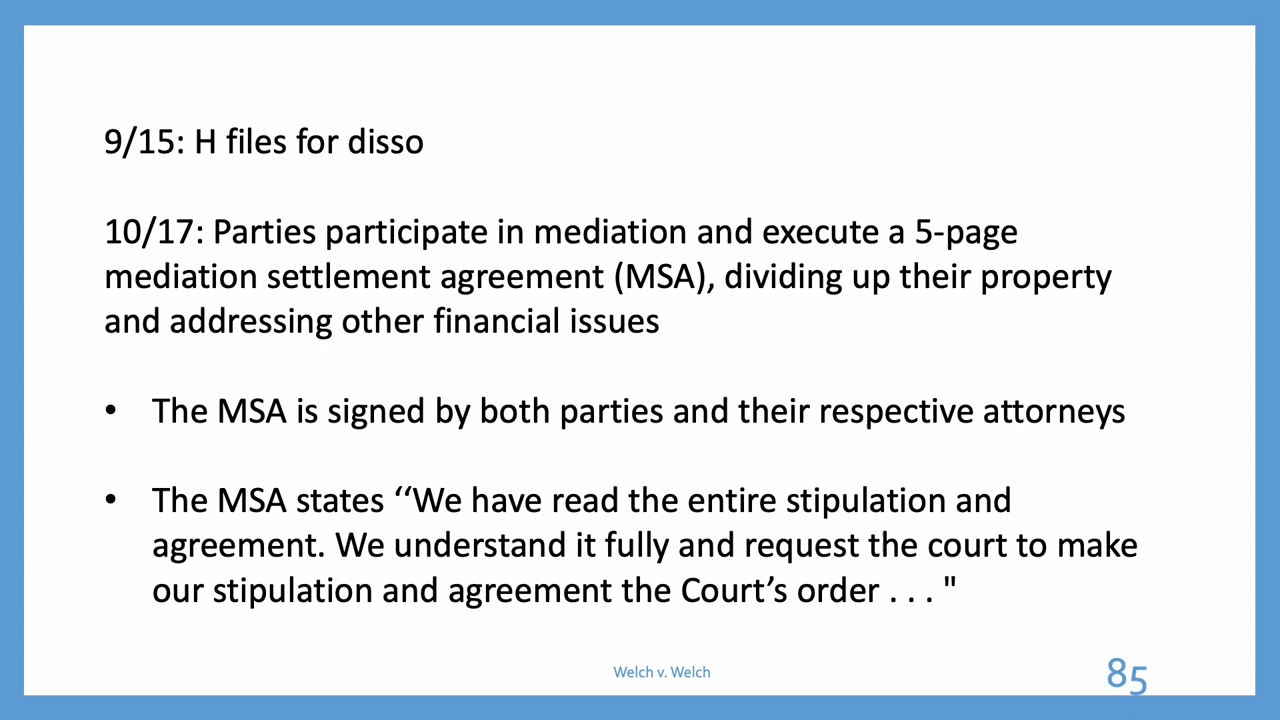 9/15: H files for disso
10/17: Parties participate in mediation and execute a 5-page
mediation settlement agreement (MSA), dividing up their property
and addressing other financial issues
• The MSA is signed by both parties and their respective attorneys
• The MSA states ‘‘We have read the entire stipulation and
agreement. We understand it fully and request the court to make
our stipulation and agreement the Court’s order . . . "
Welch v. Welch
85